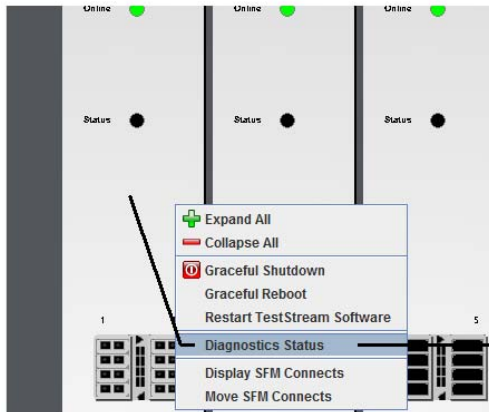 Online Online Online
Status Status Status
Expand All
Collapse All
Graceful Shutdown
Graceful Reboot
Restart TestStream Software
1 5
Diagnostics Status
Display SFM Connects
Move SFM Connects